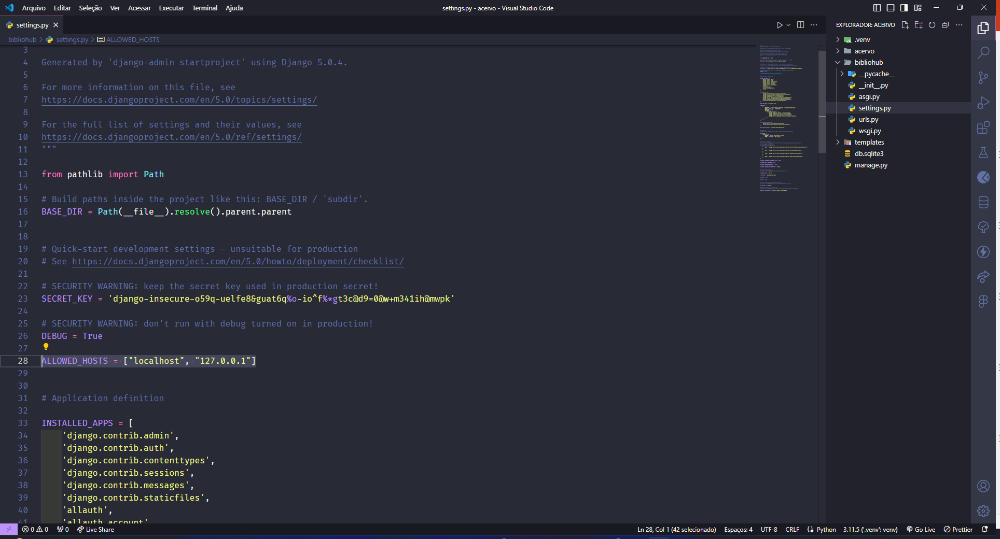 Arquivo Editar Seleção Ver Acessar Executar Terminal Ajuda
settings.py - acervo - Visual Studio Code
settings.py
bibliohub > settings.py > ALLOWED_HOSTS
3
4 Generated by 'django-admin startproject' using Django 5.0.4.
5
6 For more information on this file, see
7 https://docs.djangoproject.com/en/5.0/topics/settings/
8
9 For the full list of settings and their values, see
10 https://docs.djangoproject.com/en/5.0/ref/settings/
11 """
12
13 from pathlib import Path
14
15 # Build paths inside the project like this: BASE_DIR / 'subdir'.
16 BASE_DIR = Path(__file__).resolve().parent.parent
17
18
19 # Quick-start development settings - unsuitable for production
20 # See https://docs.djangoproject.com/en/5.0/howto/deployment/checklist/
21
22 # SECURITY WARNING: keep the secret key used in production secret!
23 SECRET_KEY = 'django-insecure-o59q-uelfe8&guat6q%o-io^f%*gt3c@d9=0@w+m341ih@mwpk'
24
25 # SECURITY WARNING: don't run with debug turned on in production!
26 DEBUG = True
27
28 ALLOWED_HOSTS = ["localhost", "127.0.0.1"]
29
30
31 # Application definition
32
33 INSTALLED_APPS = [
34 'django.contrib.admin',
35 'django.contrib.auth',
36 'django.contrib.contenttypes',
37 'django.contrib.sessions',
38 'django.contrib.messages',
39 'django.contrib.staticfiles',
40 'allauth',
41 'allauth.account'
EXPLORADOR: ACERVO
.venv
acervo
bibliohub
__pycache__
__init__.py
asgi.py
settings.py
urls.py
wsgi.py
templates
db.sqlite3
manage.py
0 0 0 Live Share
Ln 28, Col 1 (42 selecionado) Espaços: 4 UTF-8 CRLF Python 3.11.5 ('.venv': venv) Go Live Prettier